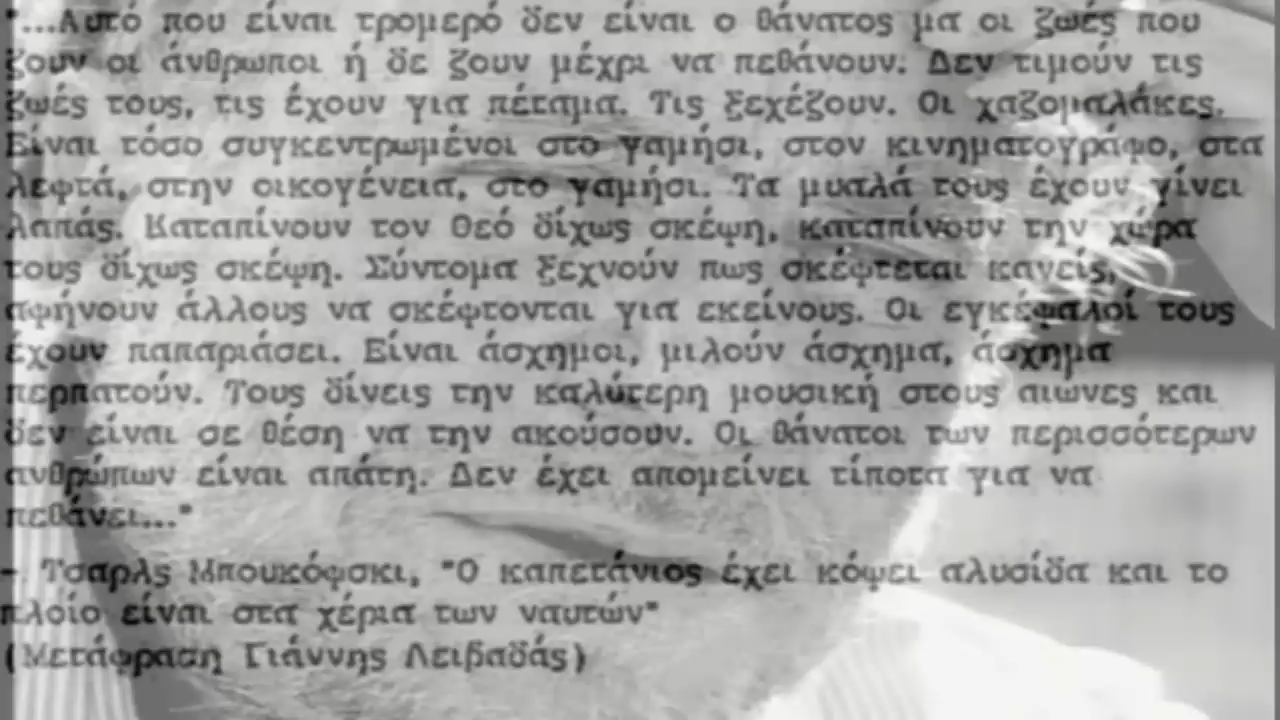 "...Αυτό που είναι τρομερό δεν είναι ο θάνατος μα οι ζωές που
ζουν οι άνθρωποι ή δε ζουν μέχρι να πεθάνουν. Δεν τιμούν τις
ζωές τους, τις έχουν για πέταμα. Τις ξεχέζουν. Οι χαζομαλάκες.
Είναι τόσο συγκεντρωμένοι στο γαμήσι, στον κινηματογράφο, στα
λεφτά, στην οικογένεια, στο γαμήσι. Τα μυαλά τους έχουν γίνει
λαπάς. Καταπίνουν τον Θεό δίχως σκέψη, καταπίνουν την χώρα
τους δίχως σκέψη. Σύντομα ξεχνούν πως σκέφτεται κανείς,
αφήνουν άλλους να σκέφτονται για εκείνους. Οι εγκέφαλοί τους
έχουν παπαριάσει. Είναι άσχημοι, μιλούν άσχημα, άσχημα
περπατούν. Τους δίνεις την καλύτερη μουσική στους αιώνες και
δεν είναι σε θέση να την ακούσουν. Οι θάνατοι των περισσότερων
ανθρώπων είναι απάτη. Δεν έχει απομείνει τίποτα για να
πεθάνει..."
- Τσαρλς Μπουκόφσκι, "Ο καπετάνιος έχει κόψει αλυσίδα και το
πλοίο είναι στα χέρια των ναυτών"
(Μετάφραση Γιάννης Λειβαδάς)